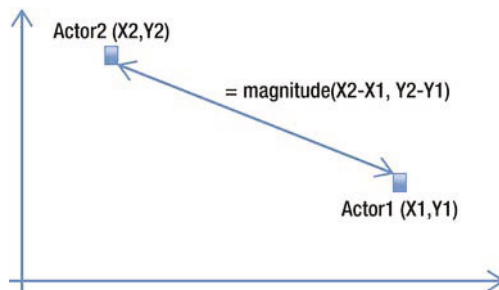 Actor2 (X2,Y2)
= magnitude(X2-X1, Y2-Y1)
Actor1 (X1,Y1)